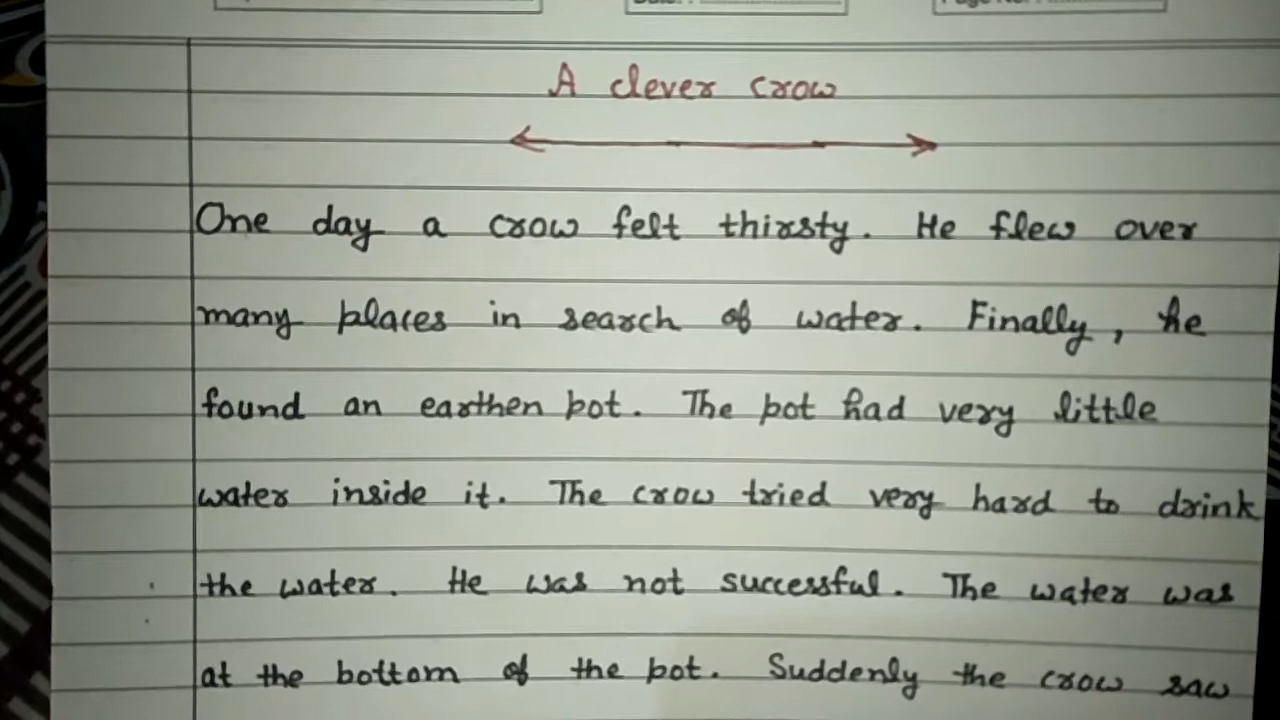 A clever crow
One day a crow felt thirsty. He flew over
many places in search of water. Finally, he
found an earthen pot. The pot had very little
water inside it. The crow tried very hard to drink
the water. He was not successful. The water was
at the bottom of the pot. Suddenly the crow saw